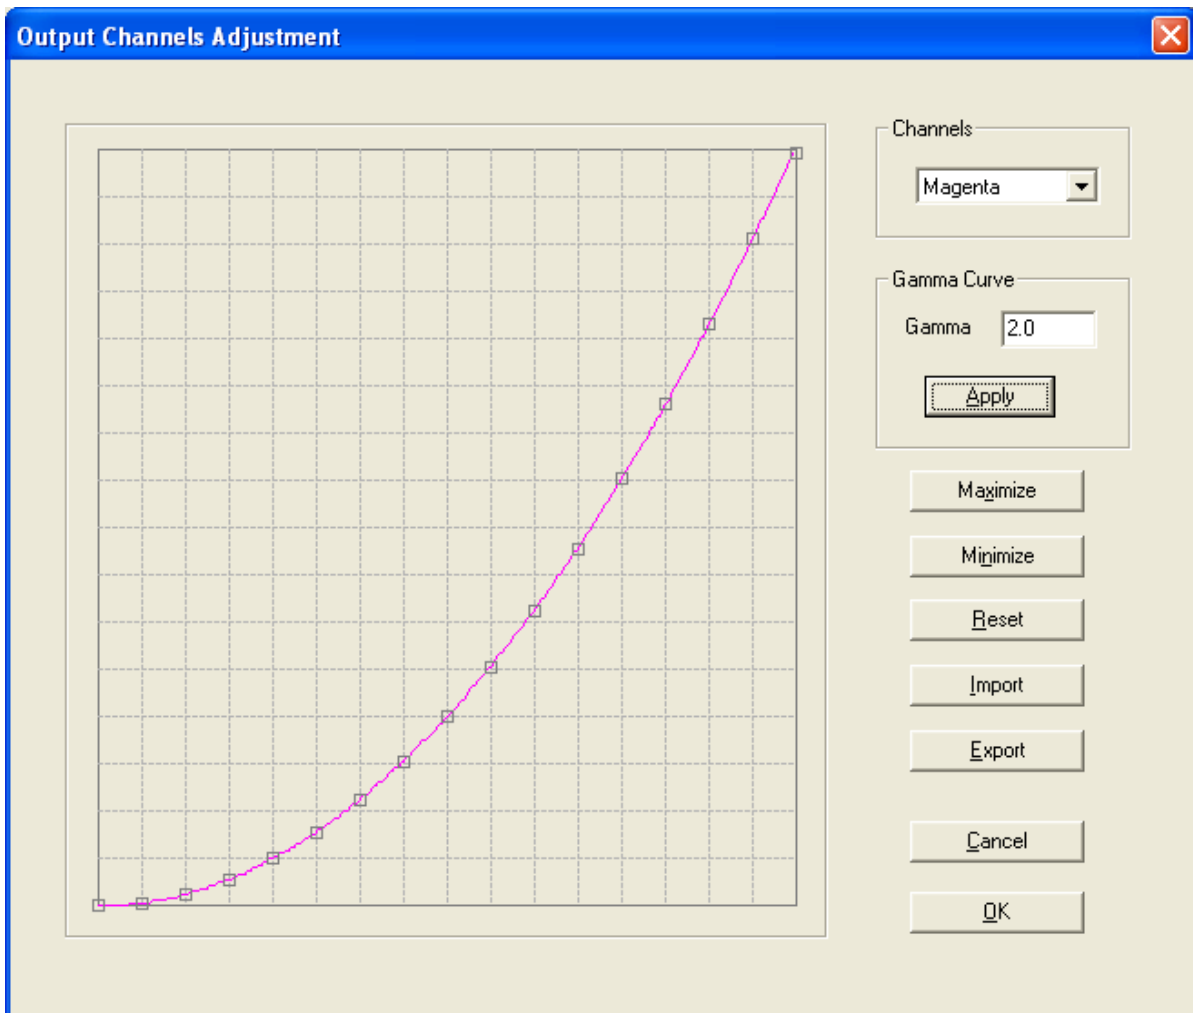 Output Channels Adjustment
Channels
Magenta
Gamma Curve
Gamma 2.0
Apply
Maximize
Minimize
Reset
Import
Export
Cancel
OK